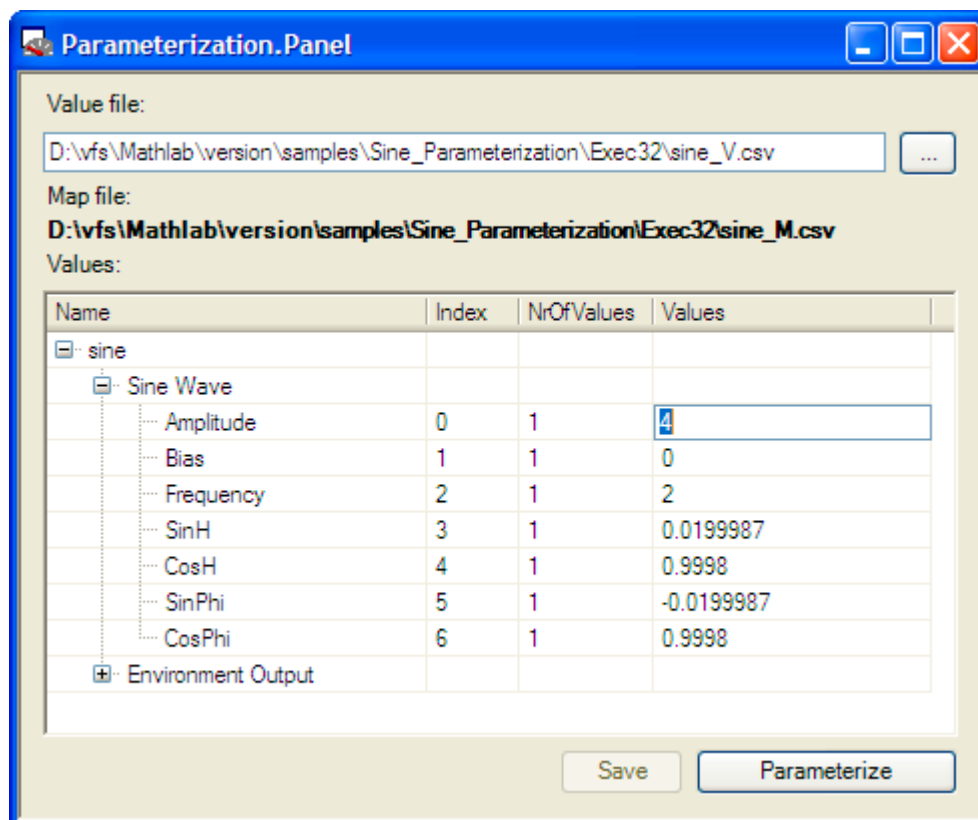 Parameterization.Panel
Value file:
D:\vfs\Mathlab\version\samples\Sine_Parameterization\Exec32\sine_V.csv ...
Map file:
D:\vfs\Mathlab\version\samples\Sine_Parameterization\Exec32\sine_M.csv
Values:
Name Index NrOfValues Values
sine
Sine Wave
Amplitude 0 1 4
Bias 1 1 0
Frequency 2 1 2
SinH 3 1 0.0199987
CosH 4 1 0.9998
SinPhi 5 1 -0.0199987
CosPhi 6 1 0.9998
Environment Output
Save Parameterize